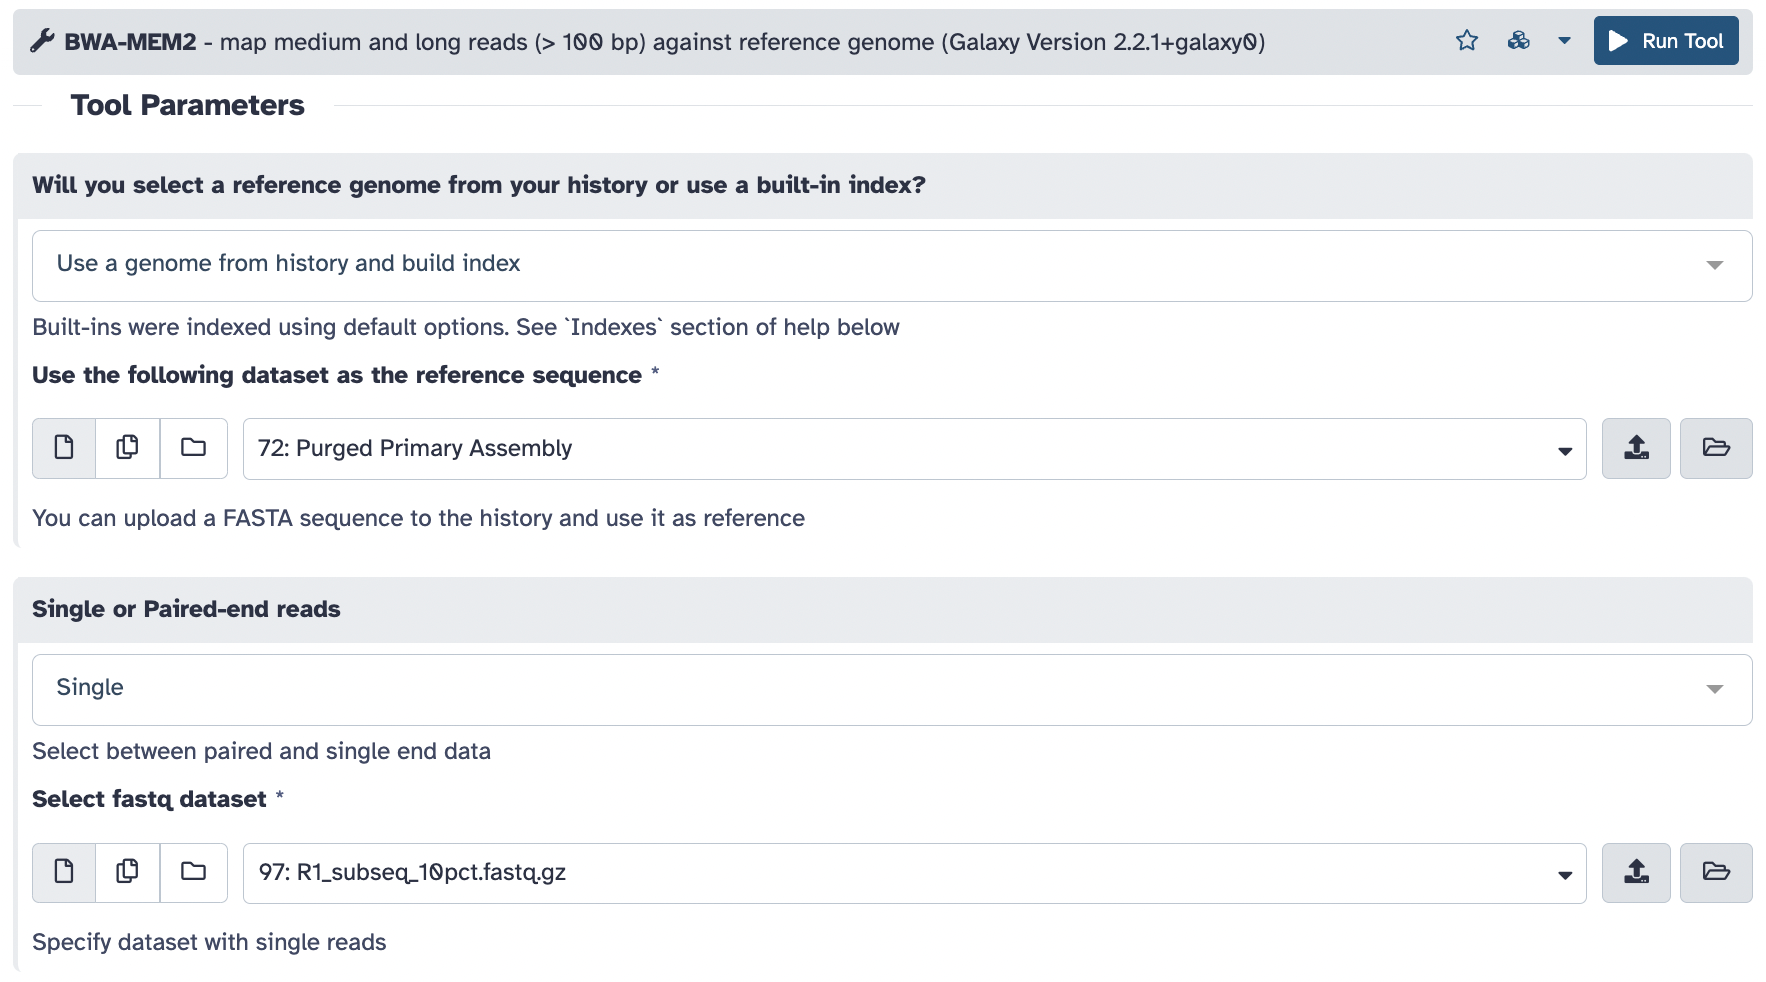 BWA-MEM2 - map medium and long reads (> 100 bp) against reference genome (Galaxy Version 2.2.1+galaxy0)
Run Tool
Tool Parameters
Will you select a reference genome from your history or use a built-in index?
Use a genome from history and build index
Built-ins were indexed using default options. See `Indexes` section of help below
Use the following dataset as the reference sequence *
72: Purged Primary Assembly
You can upload a FASTA sequence to the history and use it as reference
Single or Paired-end reads
Single
Select between paired and single end data
Select fastq dataset *
97: R1_subseq_10pct.fastq.gz
Specify dataset with single reads